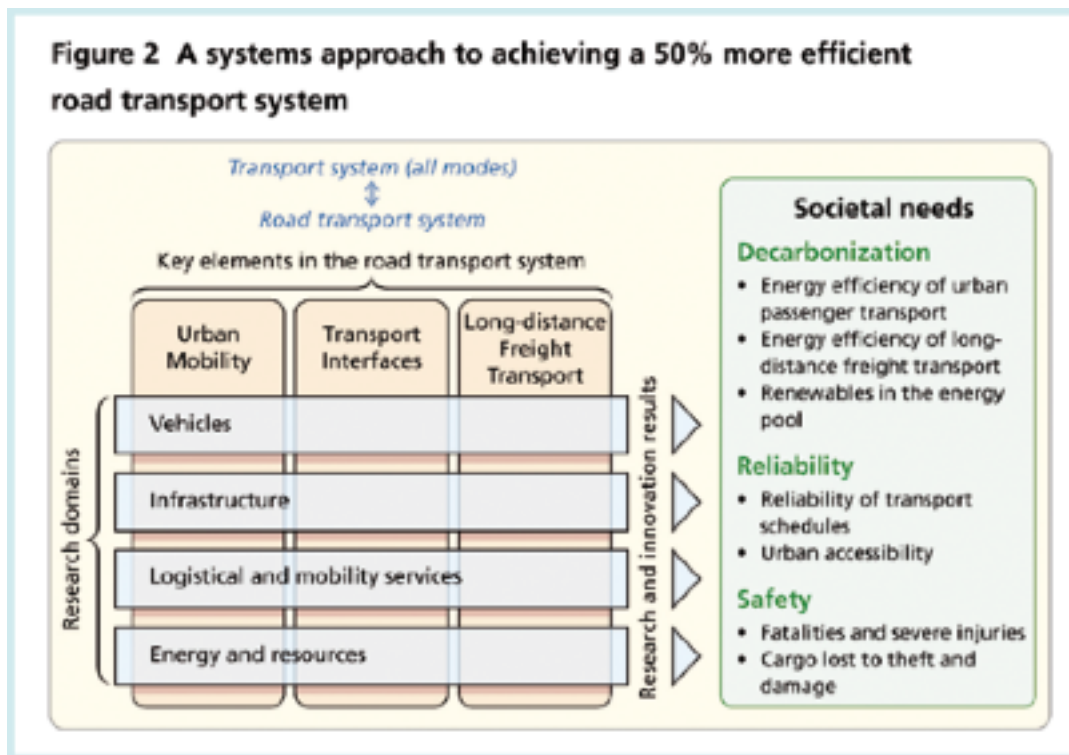 Figure 2 A systems approach to achieving a 50% more efficient
road transport system
Transport system (all modes)
Road transport system
Key elements in the road transport system
Urban
Mobility
Transport
Interfaces
Long-distance
Freight
Transport
Research domains
Vehicles
Infrastructure
Logistical and mobility services
Energy and resources
Research and innovation results
Societal needs
Decarbonization
• Energy efficiency of urban
passenger transport
• Energy efficiency of long-
distance freight transport
• Renewables in the energy
pool
Reliability
• Reliability of transport
schedules
• Urban accessibility
Safety
• Fatalities and severe injuries
• Cargo lost to theft and
damage